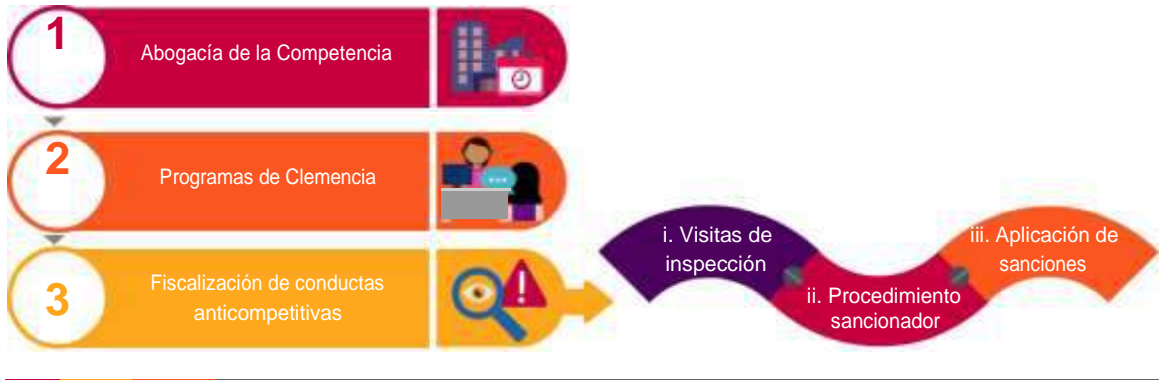 1
Abogacía de la Competencia
2
Programas de Clemencia
3
Fiscalización de conductas
anticompetitivas
i. Visitas de
inspección
ii. Procedimiento
sancionador
iii. Aplicación de
sanciones